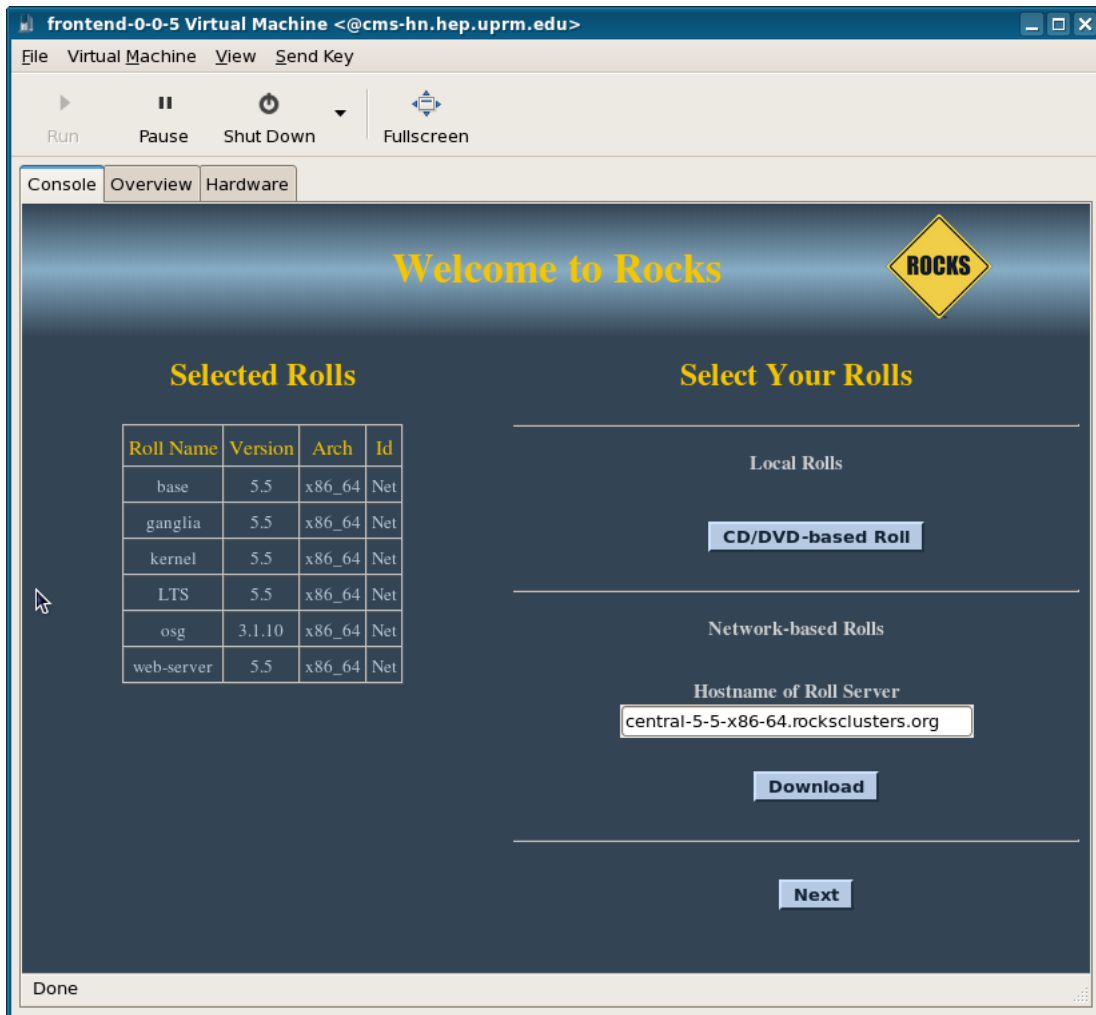 frontend-0-0-5 Virtual Machine <@cms-hn.hep.uprm.edu>
File Virtual Machine View Send Key
Run Pause Shut Down Fullscreen
Console Overview Hardware
Welcome to Rocks
ROCKS
Selected Rolls
Roll Name Version Arch Id
base 5.5 x86_64 Net
ganglia 5.5 x86_64 Net
kernel 5.5 x86_64 Net
LTS 5.5 x86_64 Net
osg 3.1.10 x86_64 Net
web-server 5.5 x86_64 Net
Select Your Rolls
Local Rolls
CD/DVD-based Roll
Network-based Rolls
Hostname of Roll Server
central-5-5-x86-64.rocksclusters.org
Download
Next
Done